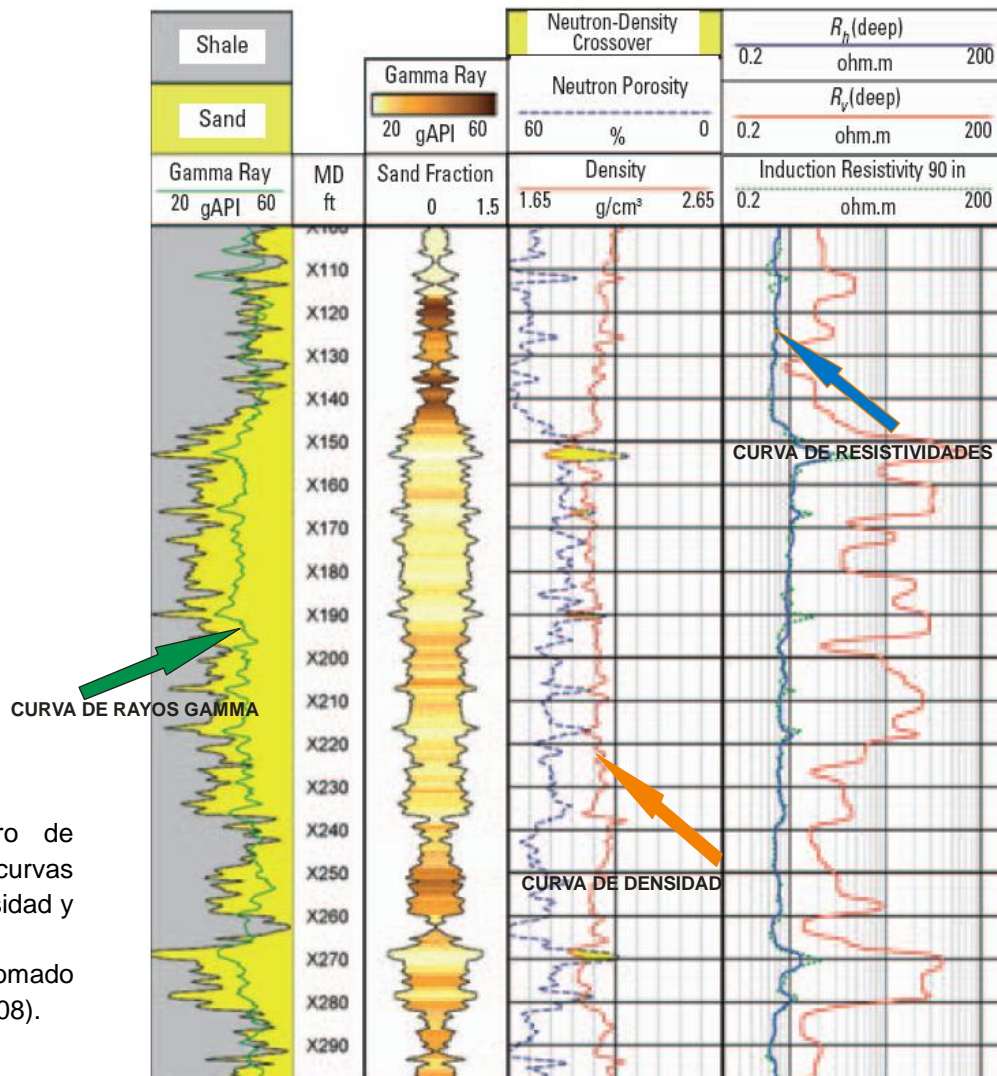 Shale
Sand
Gamma Ray
20 gAPI 60
MD
ft
Gamma Ray
20 gAPI 60
Sand Fraction
0 1.5
Neutron-Density
Crossover
Neutron Porosity
60 % 0
Density
1.65 g/cm³ 2.65
Rh(deep)
0.2 ohm.m 200
Rv(deep)
0.2 ohm.m 200
Induction Resistivity 90 in
0.2 ohm.m 200
X110
X120
X130
X140
X150
X160
X170
X180
X190
X200
X210
X220
X230
X240
X250
X260
X270
X280
X290
CURVA DE RESISTIVIDADES
CURVA DE RAYOS GAMMA
CURVA DE DENSIDAD
ro de
curvas
sidad y
omado
08).